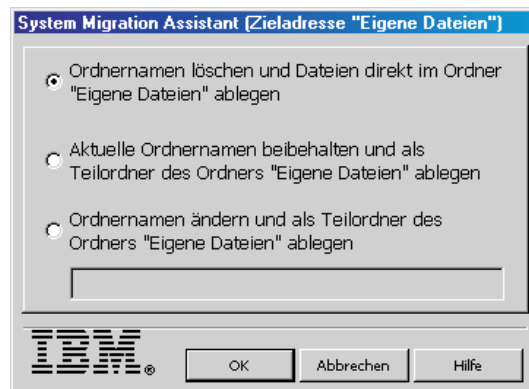 System Migration Assistant (Zieladresse "Eigene Dateien")
Ordnernamen löschen und Dateien direkt im Ordner
"Eigene Dateien" ablegen
Aktuelle Ordnernamen beibehalten und als
Teilordner des Ordners "Eigene Dateien" ablegen
Ordnernamen ändern und als Teilordner des
Ordners "Eigene Dateien" ablegen
IBM®
OK
Abbrechen
Hilfe